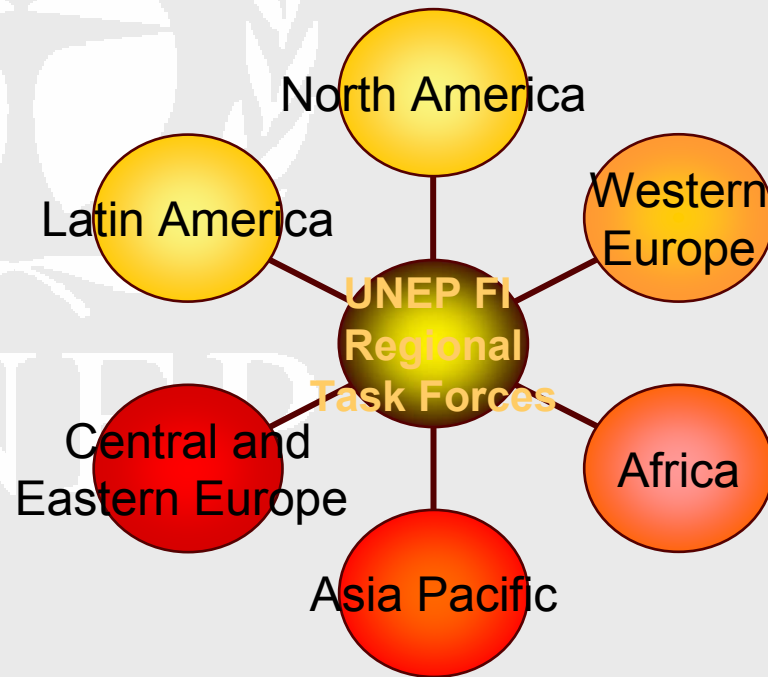 North America
Latin America
Western
Europe
UNEP FI
Regional
Task Forces
Central and
Eastern Europe
Africa
Asia Pacific